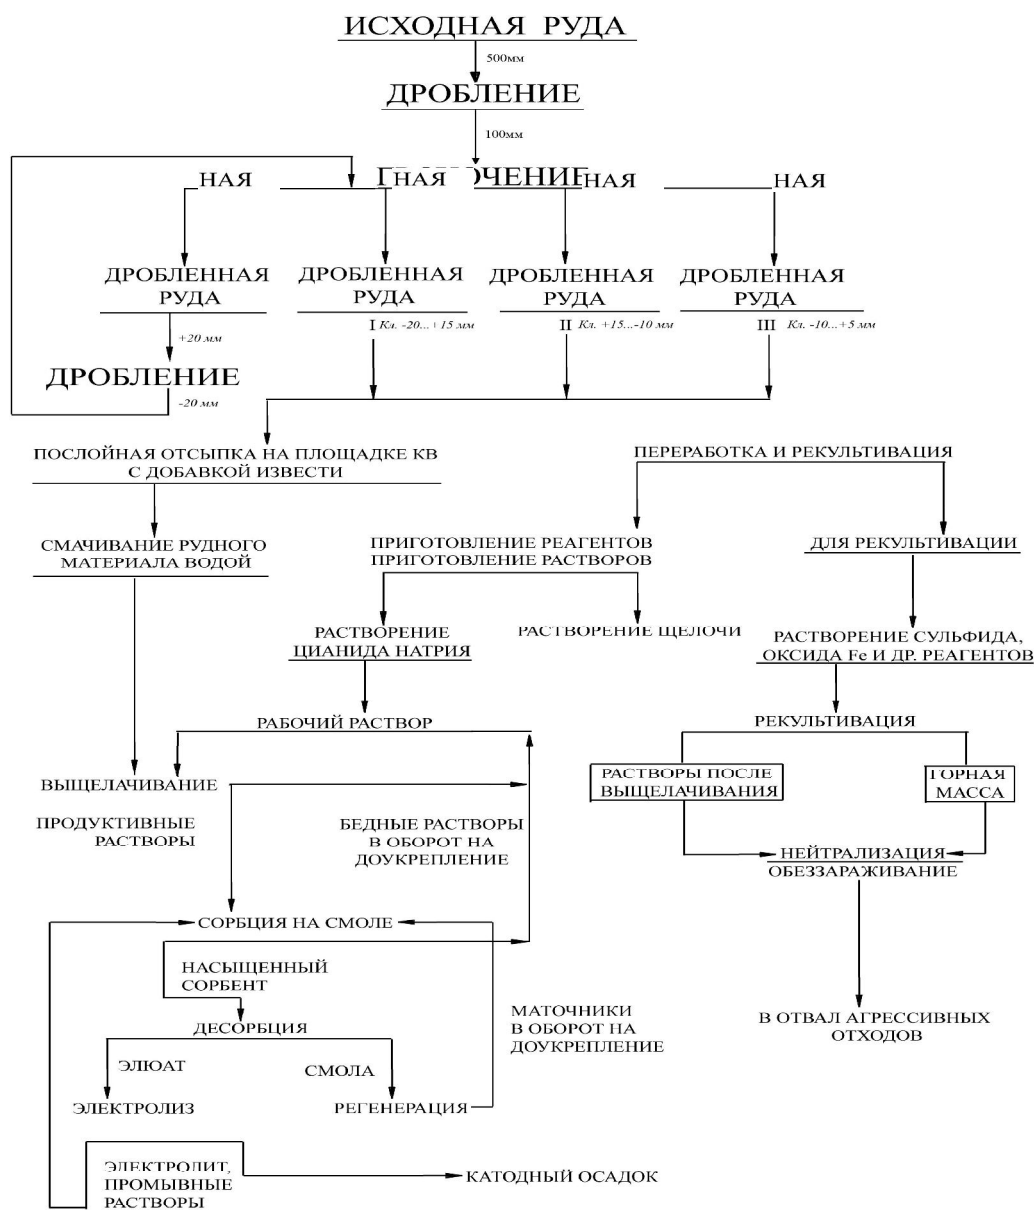 ИСХОДНАЯ РУДА
500мм
ДРОБЛЕНИЕ
100мм
НАЯ
НАЯ
ЧЕНИЕ
НАЯ
НАЯ
ДРОБЛЕННАЯ
РУДА
ДРОБЛЕННАЯ
РУДА
ДРОБЛЕННАЯ
РУДА
ДРОБЛЕННАЯ
РУДА
I Кл. -20...+15 мм
II Кл. +15...-10 мм
III Кл. -10...+5 мм
+20 мм
ДРОБЛЕНИЕ
-20 мм
ПОСЛОЙНАЯ ОТСЫПКА НА ПЛОЩАДКЕ КВ
С ДОБАВКОЙ ИЗВЕСТИ
ПЕРЕРАБОТКА И РЕКУЛЬТИВАЦИЯ
СМАЧИВАНИЕ РУДНОГО
МАТЕРИАЛА ВОДОЙ
ПРИГОТОВЛЕНИЕ РЕАГЕНТОВ
ПРИГОТОВЛЕНИЕ РАСТВОРОВ
ДЛЯ РЕКУЛЬТИВАЦИИ
РАСТВОРЕНИЕ
ЦИАНИДА НАТРИЯ
РАСТВОРЕНИЕ ЩЕЛОЧИ
РАСТВОРЕНИЕ СУЛЬФИДА,
ОКСИДА Fe И ДР. РЕАГЕНТОВ
РАБОЧИЙ РАСТВОР
РЕКУЛЬТИВАЦИЯ
ВЫЩЕЛАЧИВАНИЕ
РАСТВОРЫ ПОСЛЕ
ВЫЩЕЛАЧИВАНИЯ
ГОРНАЯ
МАССА
ПРОДУКТИВНЫЕ
РАСТВОРЫ
БЕДНЫЕ РАСТВОРЫ
В ОБОРОТ НА
ДОУКРЕПЛЕНИЕ
НЕЙТРАЛИЗАЦИЯ
ОБЕЗЗАРАЖИВАНИЕ
СОРБЦИЯ НА СМОЛЕ
НАСЫЩЕННЫЙ
СОРБЕНТ
МАТОЧНИКИ
В ОБОРОТ НА
ДОУКРЕПЛЕНИЕ
В ОТВАЛ АГРЕССИВНЫХ
ОТХОДОВ
ДЕСОРБЦИЯ
ЭЛЮАТ
СМОЛА
ЭЛЕКТРОЛИЗ
РЕГЕНЕРАЦИЯ
ЭЛЕКТРОЛИТ,
ПРОМЫВНЫЕ
РАСТВОРЫ
КАТОДНЫЙ ОСАДОК